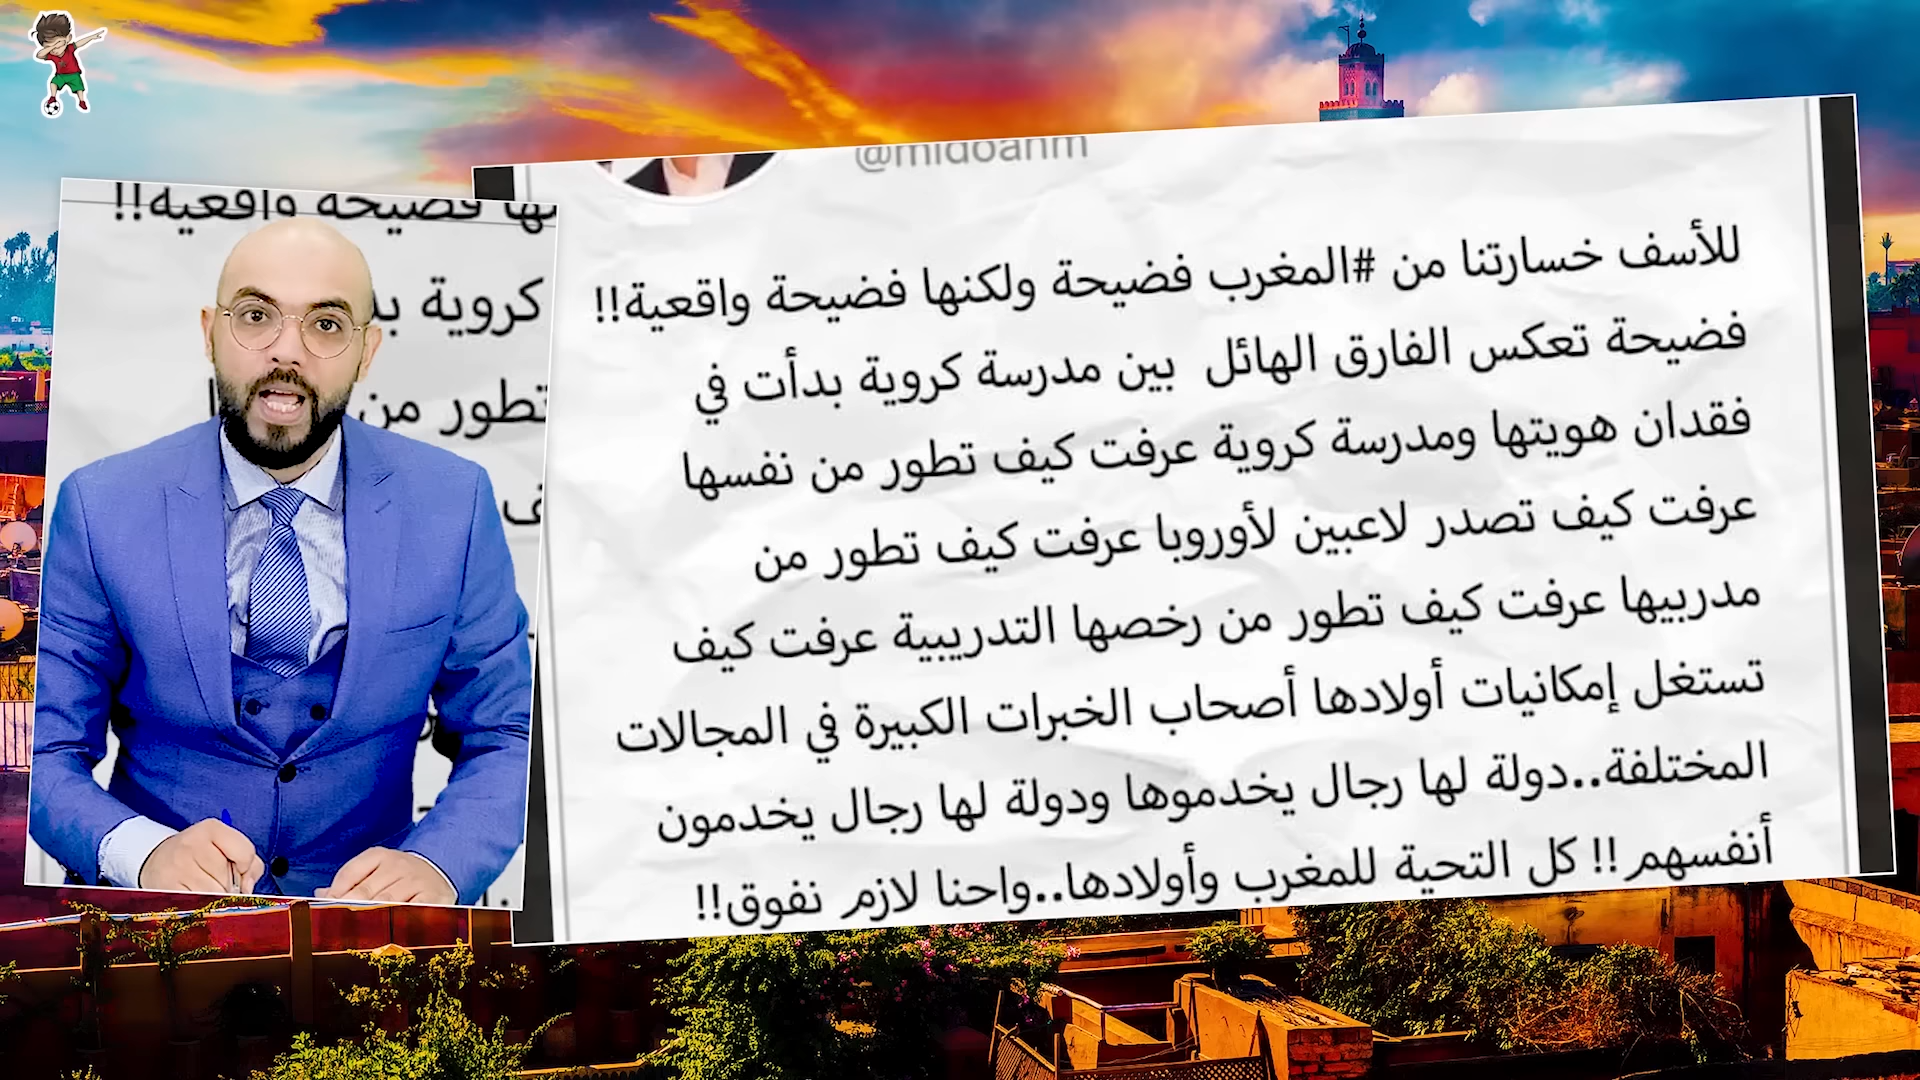 @midoahm
للأسف خسارتنا من #المغرب فضيحة ولكنها فضيحة واقعية!!
فضيحة تعكس الفارق الهائل بين مدرسة كروية بدأت في
فقدان هويتها ومدرسة كروية عرفت كيف تطور من نفسها
عرفت كيف تصدر لاعبين لأوروبا عرفت كيف تطور من
مدربيها عرفت كيف تطور من رخصها التدريبية عرفت كيف
تستغل إمكانيات أولادها أصحاب الخبرات الكبيرة في المجالات
المختلفة..دولة لها رجال يخدموها ودولة لها رجال يخدمون
أنفسهم!! كل التحية للمغرب وأولادها..واحنا لازم نفوق!!
فضيحة واقعية!!
كروية
تطور من